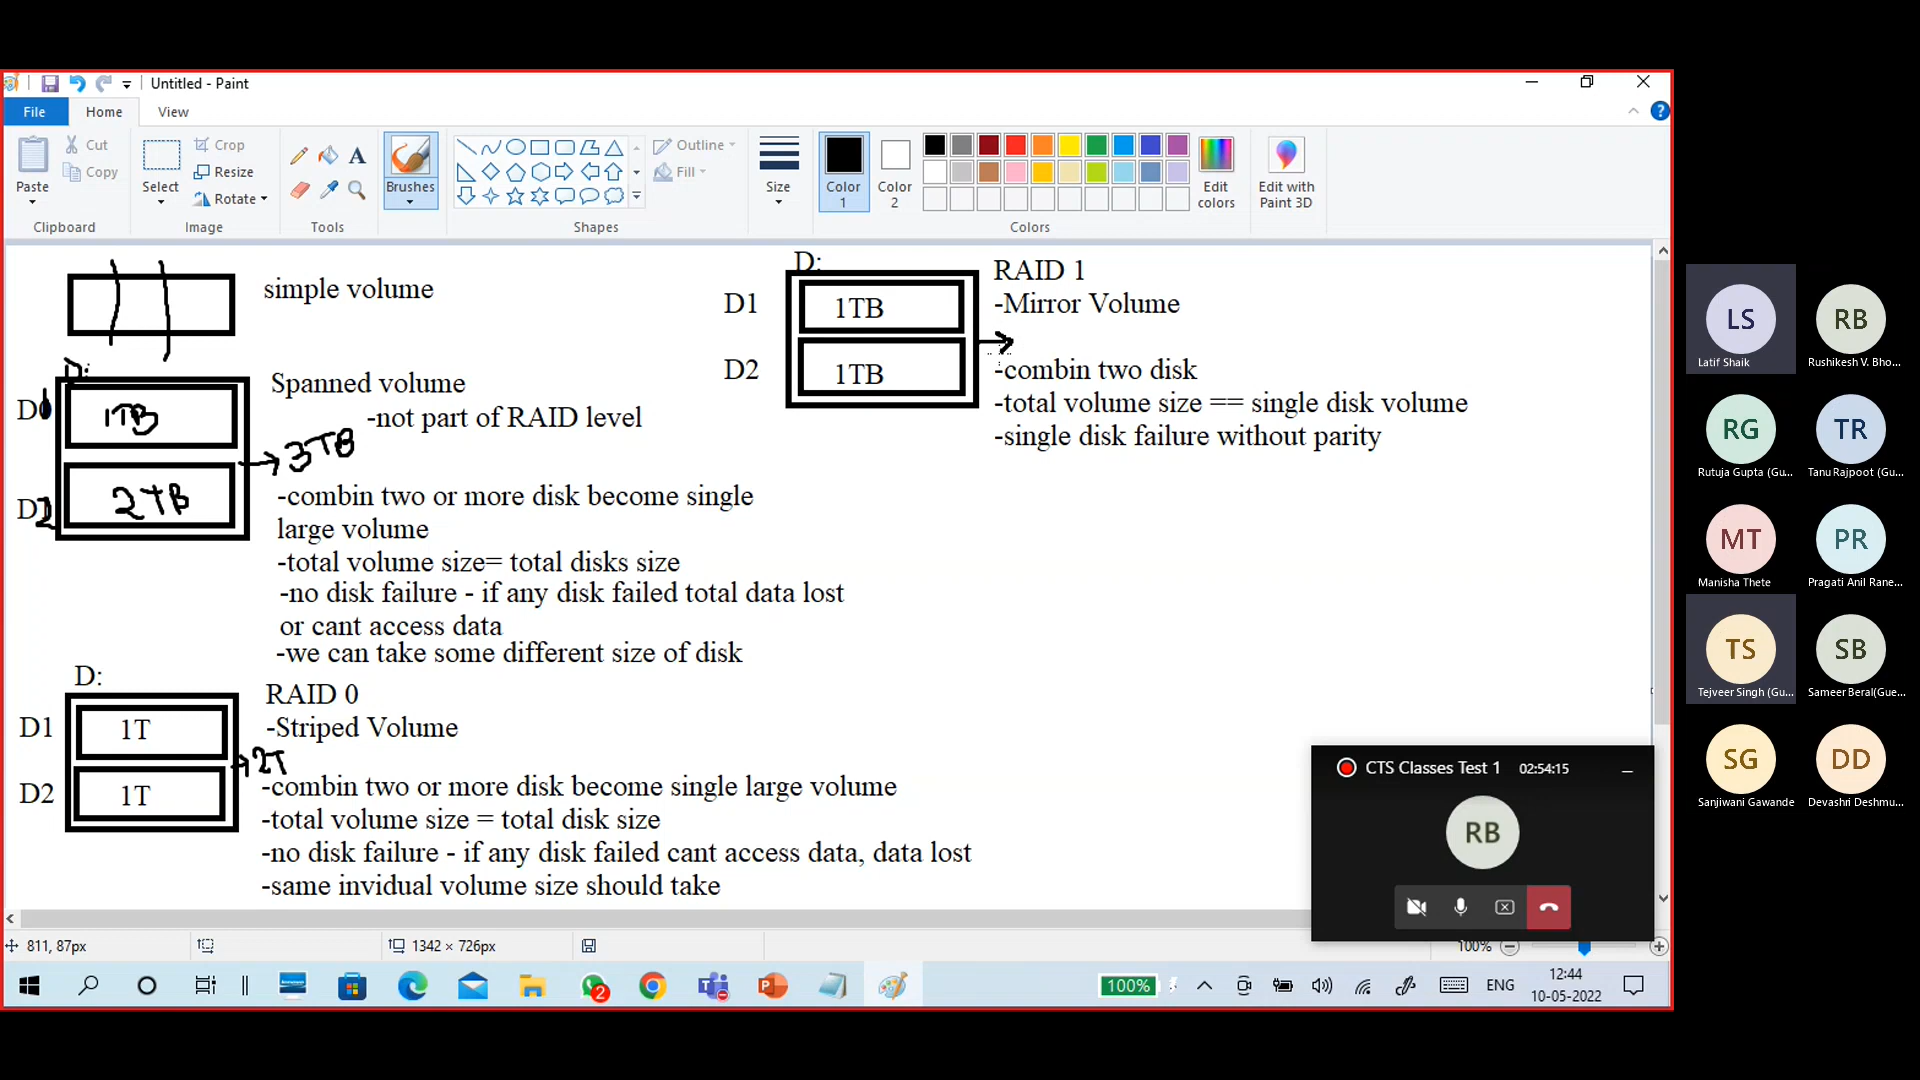 Untitled - Paint
File
Home
View
Paste
Cut
Copy
Clipboard
Select
Crop
Resize
Rotate
Image
A
Tools
Brushes
Outline
Fill
Shapes
Size
Color 1
Color 2
Edit colors
Edit with Paint 3D
Colors
simple volume
D:
D1
1TB
D2
2TB
3TB
Spanned volume
-not part of RAID level
-combin two or more disk become single
large volume
-total volume size= total disks size
-no disk failure - if any disk failed total data lost
or cant access data
-we can take some different size of disk
D:
D1
1T
D2
1T
2T
RAID 0
-Striped Volume
-combin two or more disk become single large volume
-total volume size = total disk size
-no disk failure - if any disk failed cant access data, data lost
-same invidual volume size should take
D:
D1
1TB
D2
1TB
RAID 1
-Mirror Volume
-combin two disk
-total volume size == single disk volume
-single disk failure without parity
CTS Classes Test 1 02:54:15
RB
811, 87px
1342 × 726px
100%
2
100%
ENG
12:44
10-05-2022
LS
Latif Shaik
RB
Rushikesh V. Bho...
RG
Rutuja Gupta (Gu...
TR
Tanu Rajpoot (Gu...
MT
Manisha Thete
PR
Pragati Anil Rane...
TS
Tejveer Singh (Gu...
SB
Sameer Beral(Gue...
SG
Sanjiwani Gawande
DD
Devashri Deshmu...